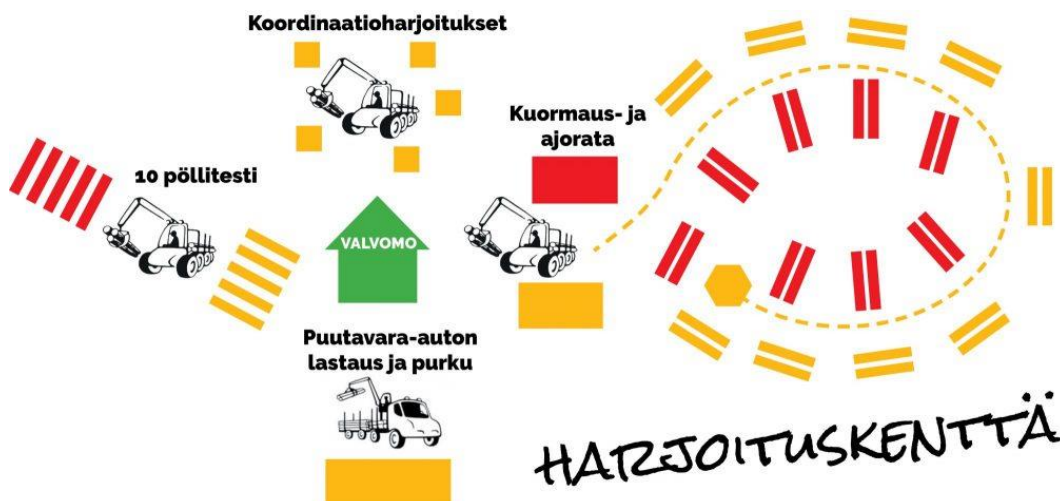 Koordinaatioharjoitukset
Kuormaus- ja
ajorata
10 pöllitesti
VALVOMO
Puutavara-auton
lastaus ja purku
HARJOITUSKENTTÄ